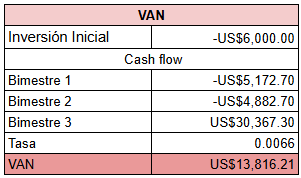 VAN
Inversión Inicial -US$6,000.00
Cash flow
Bimestre 1 -US$5,172.70
Bimestre 2 -US$4,882.70
Bimestre 3 US$30,367.30
Tasa 0.0066
VAN US$13,816.21